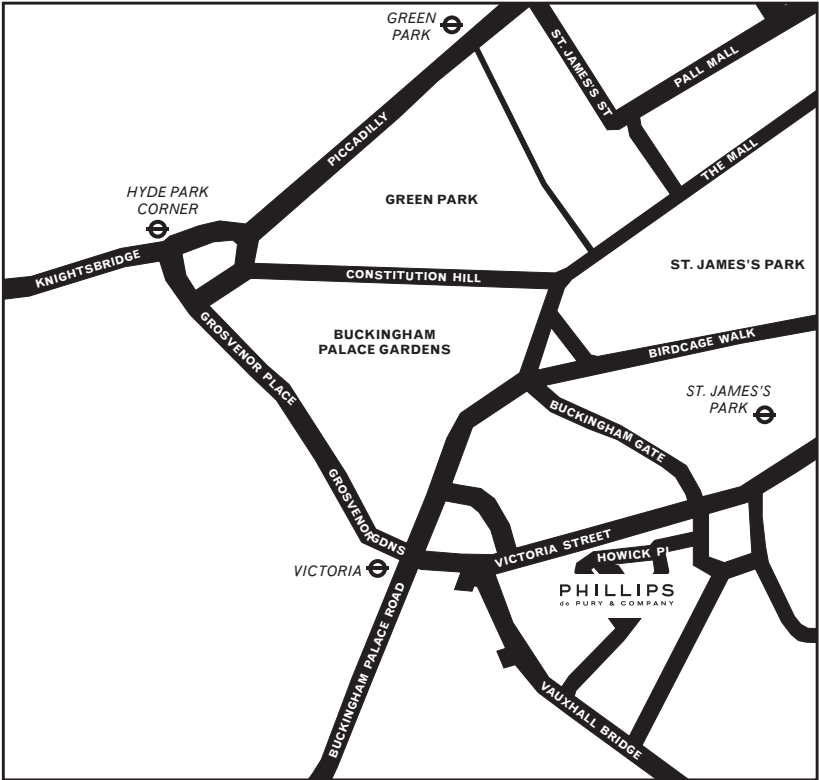 GREEN
PARK
ST. JAMES'S ST
PALL MALL
PICCADILLY
THE MALL
HYDE PARK
CORNER
GREEN PARK
KNIGHTSBRIDGE
CONSTITUTION HILL
ST. JAMES'S PARK
GROSVENOR PLACE
BUCKINGHAM
PALACE GARDENS
BIRDCAGE WALK
ST. JAMES'S
PARK
BUCKINGHAM GATE
GROSVENOR
GDNS
VICTORIA STREET
HOWICK Pl
VICTORIA
PHILLIPS
de PURY & COMPANY
BUCKINGHAM PALACE ROAD
VAUXHALL BRIDGE